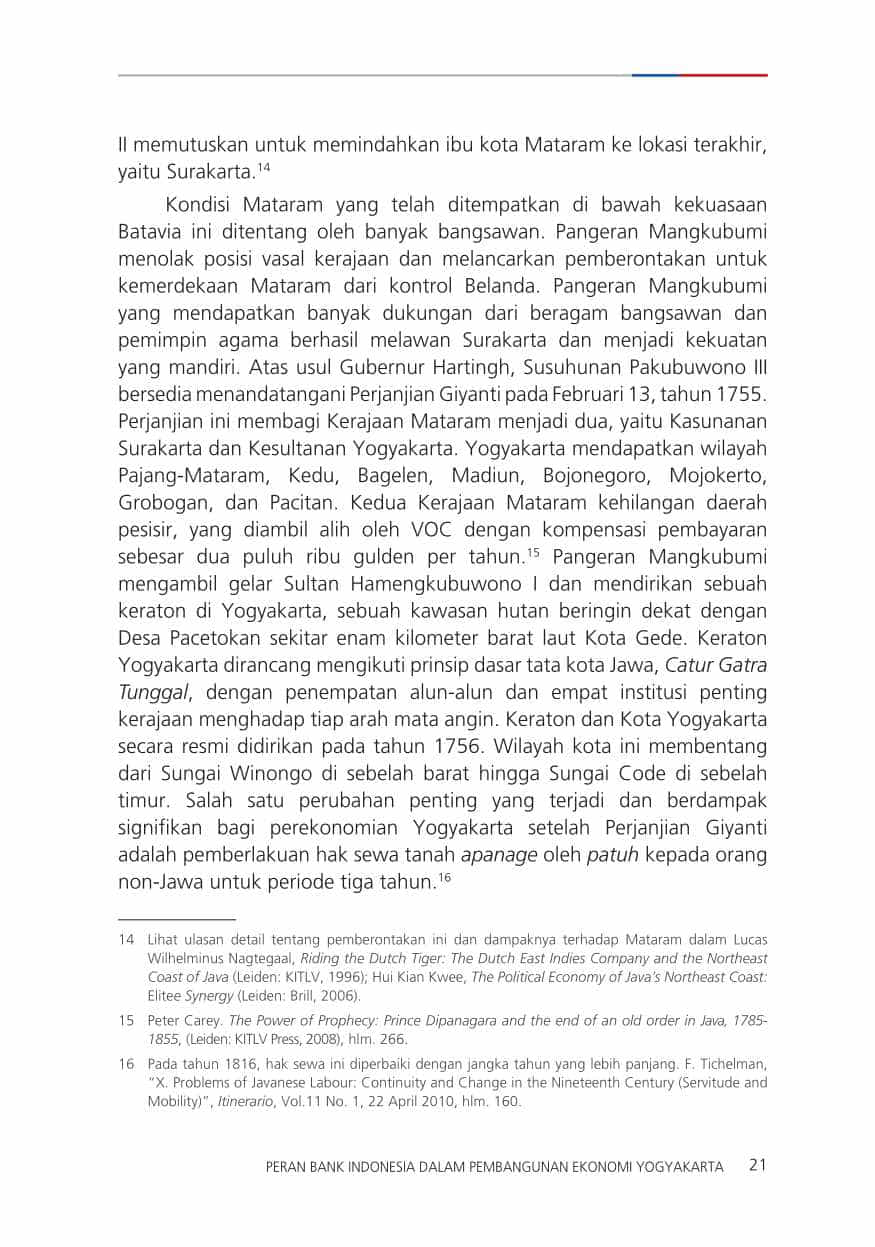 II memutuskan untuk memindahkan ibu kota Mataram ke lokasi terakhir,
yaitu Surakarta.14
Kondisi Mataram yang telah ditempatkan di bawah kekuasaan
Batavia ini ditentang oleh banyak bangsawan. Pangeran Mangkubumi
menolak posisi vasal kerajaan dan melancarkan pemberontakan untuk
kemerdekaan Mataram dari kontrol Belanda. Pangeran Mangkubumi
yang mendapatkan banyak dukungan dari beragam bangsawan dan
pemimpin agama berhasil melawan Surakarta dan menjadi kekuatan
yang mandiri. Atas usul Gubernur Hartingh, Susuhunan Pakubuwono III
bersedia menandatangani Perjanjian Giyanti pada Februari 13, tahun 1755.
Perjanjian ini membagi Kerajaan Mataram menjadi dua, yaitu Kasunanan
Surakarta dan Kesultanan Yogyakarta. Yogyakarta mendapatkan wilayah
Pajang-Mataram, Kedu, Bagelen, Madiun, Bojonegoro, Mojokerto,
Grobogan, dan Pacitan. Kedua Kerajaan Mataram kehilangan daerah
pesisir, yang diambil alih oleh VOC dengan kompensasi pembayaran
sebesar dua puluh ribu gulden per tahun.15 Pangeran Mangkubumi
mengambil gelar Sultan Hamengkubuwono I dan mendirikan sebuah
keraton di Yogyakarta, sebuah kawasan hutan beringin dekat dengan
Desa Pacetokan sekitar enam kilometer barat laut Kota Gede. Keraton
Yogyakarta dirancang mengikuti prinsip dasar tata kota Jawa, Catur Gatra
Tunggal, dengan penempatan alun-alun dan empat institusi penting
kerajaan menghadap tiap arah mata angin. Keraton dan Kota Yogyakarta
secara resmi didirikan pada tahun 1756. Wilayah kota ini membentang
dari Sungai Winongo di sebelah barat hingga Sungai Code di sebelah
timur. Salah satu perubahan penting yang terjadi dan berdampak
signifikan bagi perekonomian Yogyakarta setelah Perjanjian Giyanti
adalah pemberlakuan hak sewa tanah apanage oleh patuh kepada orang
non-Jawa untuk periode tiga tahun.16
14 Lihat ulasan detail tentang pemberontakan ini dan dampaknya terhadap Mataram dalam Lucas
Wilhelminus Nagtegaal, Riding the Dutch Tiger: The Dutch East Indies Company and the Northeast
Coast of Java (Leiden: KITLV, 1996); Hui Kian Kwee, The Political Economy of Java's Northeast Coast:
Elitee Synergy (Leiden: Brill, 2006).
15 Peter Carey. The Power of Prophecy: Prince Dipanagara and the end of an old order in Java, 1785-
1855, (Leiden: KITLV Press, 2008), hlm. 266.
16 Pada tahun 1816, hak sewa ini diperbaiki dengan jangka tahun yang lebih panjang. F. Tichelman,
"X. Problems of Javanese Labour: Continuity and Change in the Nineteenth Century (Servitude and
Mobility)", Itinerario, Vol.11 No. 1, 22 April 2010, hlm. 160.
PERAN BANK INDONESIA DALAM PEMBANGUNAN EKONOMI YOGYAKARTA 21